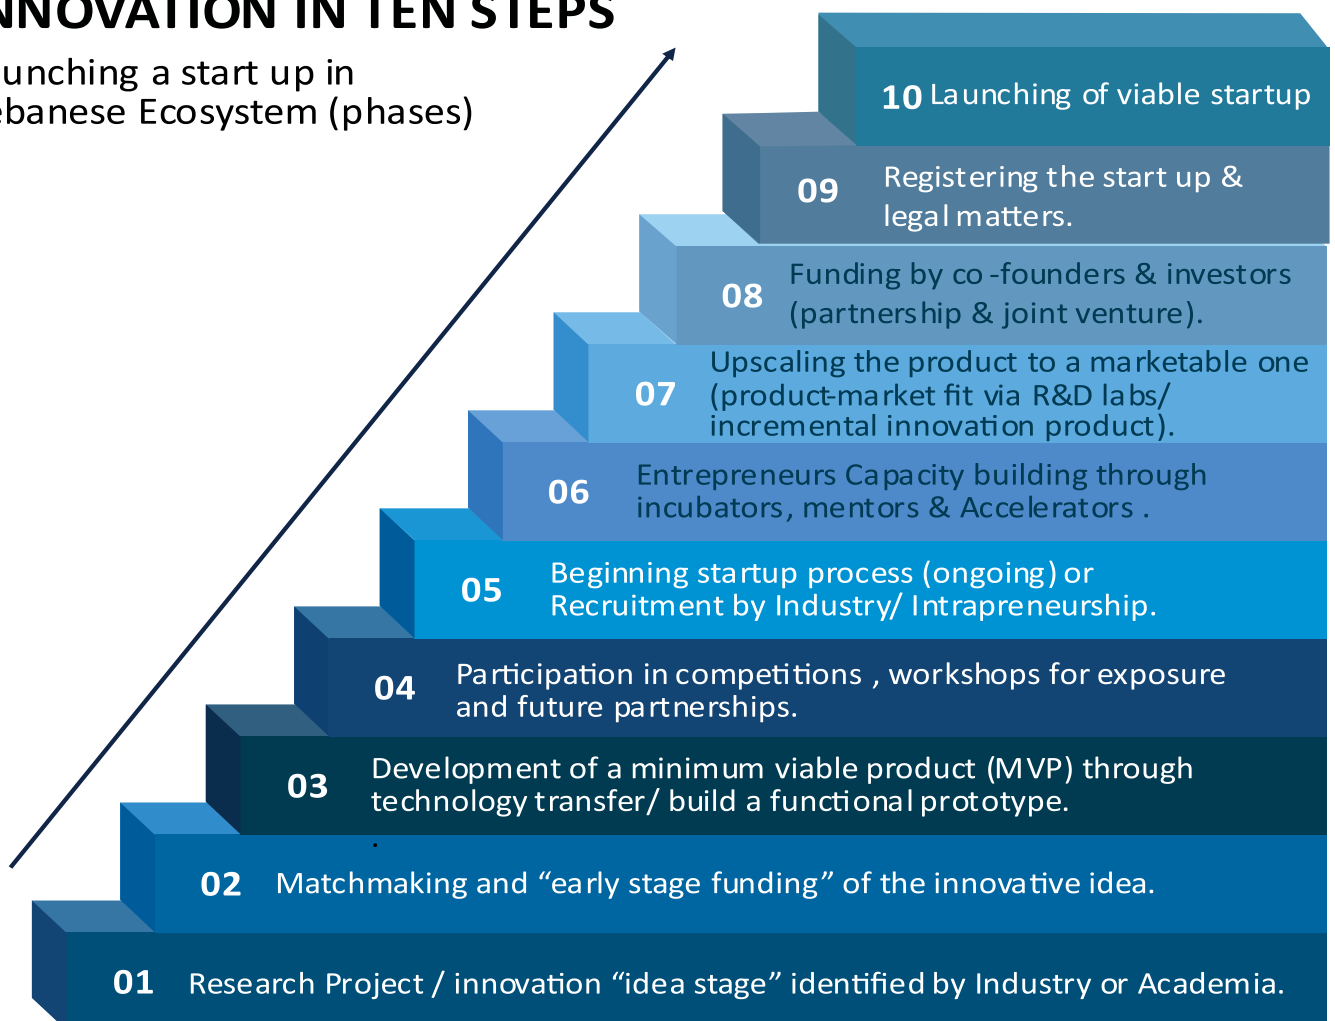 NNOVATION IN TEN STEPS
unching a start up in
ebanese Ecosystem (phases)
10 Launching of viable startup
09 Registering the start up &
legal matters.
08 Funding by co-founders & investors
(partnership & joint venture).
07 Upscaling the product to a marketable one
(product-market fit via R&D labs/
incremental innovation product).
06 Entrepreneurs Capacity building through
incubators, mentors & Accelerators .
05 Beginning startup process (ongoing) or
Recruitment by Industry/ Intrapreneurship.
04 Participation in competitions , workshops for exposure
and future partnerships.
03 Development of a minimum viable product (MVP) through
technology transfer/ build a functional prototype.
.
02 Matchmaking and “early stage funding” of the innovative idea.
01 Research Project / innovation “idea stage” identified by Industry or Academia.